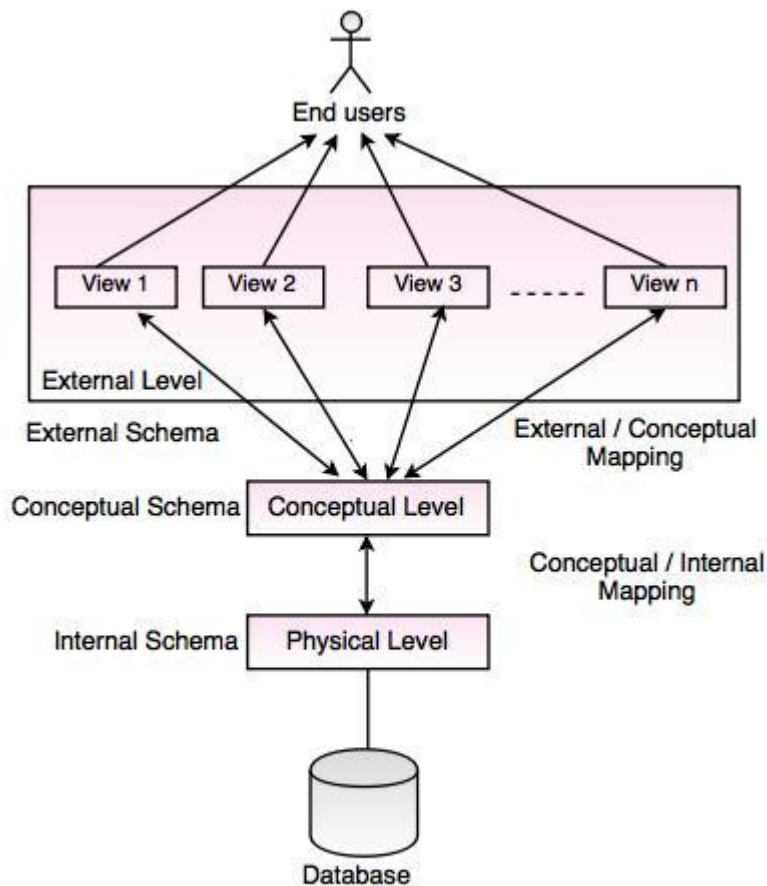 End users
View 1
View 2
View 3
------
View n
External Level
External Schema
External / Conceptual
Mapping
Conceptual Schema
Conceptual Level
Conceptual / Internal
Mapping
Internal Schema
Physical Level
Database